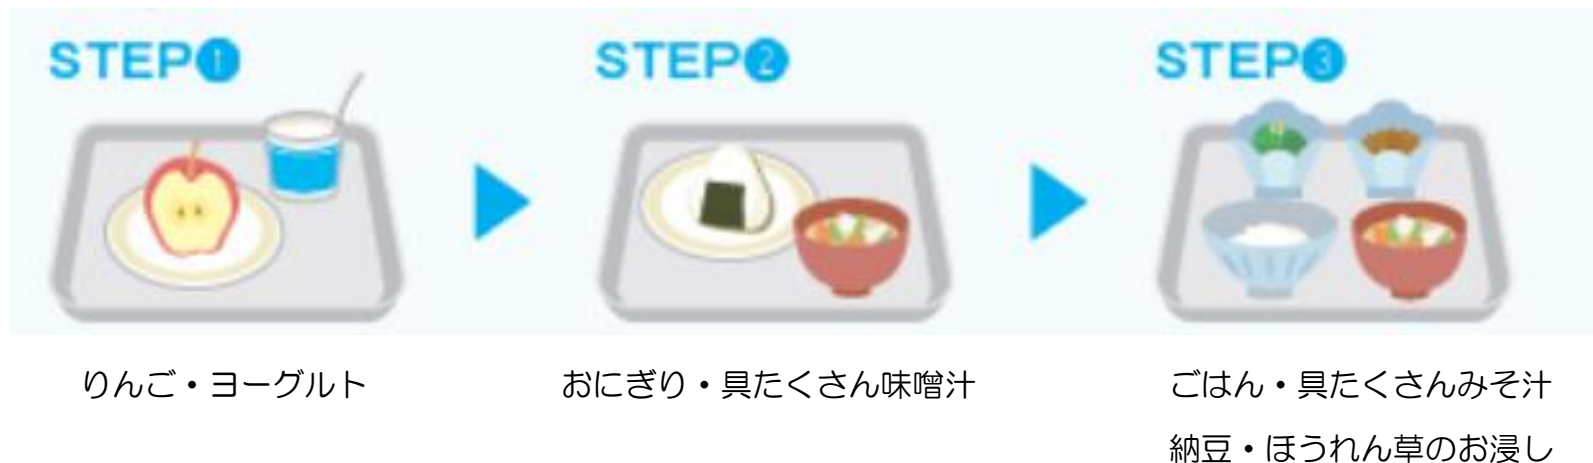 STEP❶
STEP❷
STEP❸
りんご・ヨーグルト
おにぎり・具たくさん味噌汁
ごはん・具たくさんみそ汁
納豆・ほうれん草のお浸し